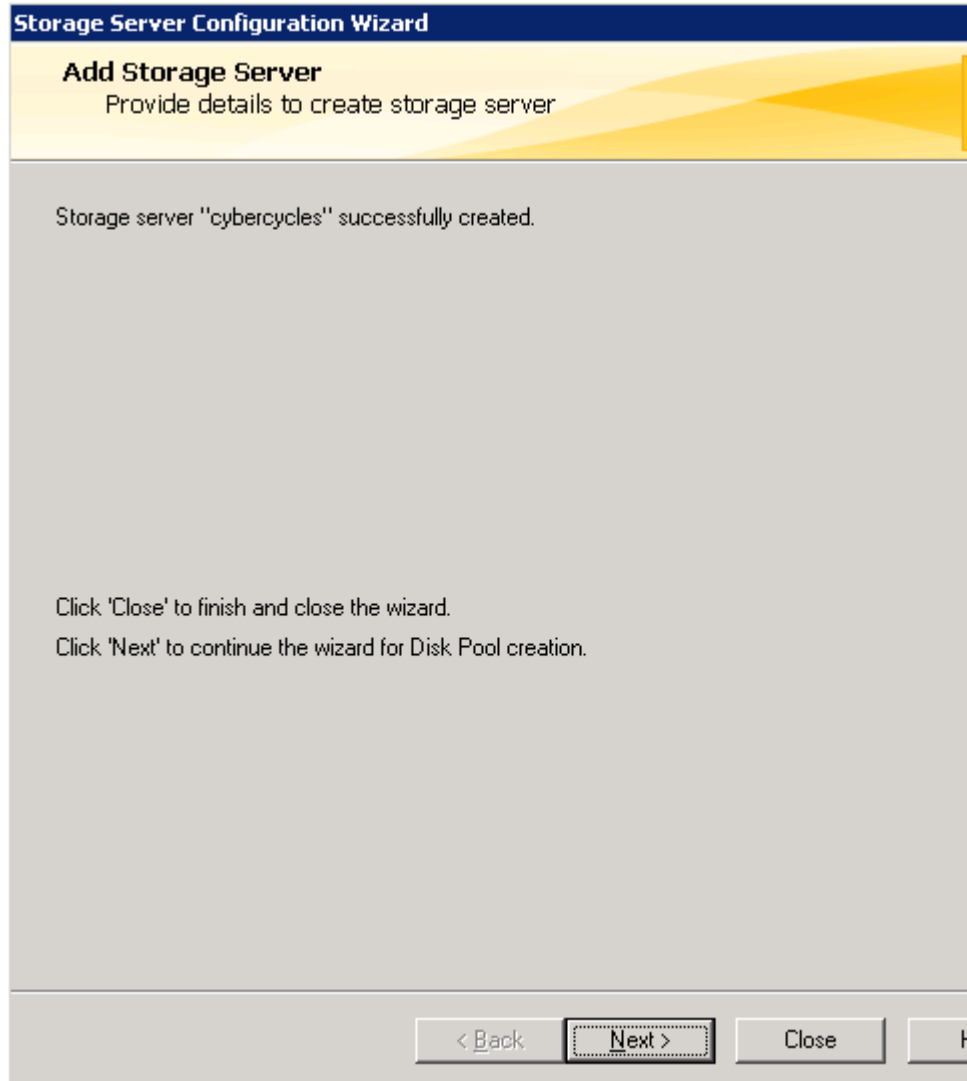 Storage Server Configuration Wizard
Add Storage Server
Provide details to create storage server
Storage server "cybercycles" successfully created.
Click 'Close' to finish and close the wizard.
Click 'Next' to continue the wizard for Disk Pool creation.
< Back Next > Close